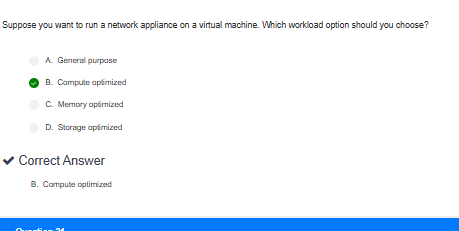 Suppose you want to run a network appliance on a virtual machine. Which workload option should you choose?
A. General purpose
B. Compute optimized
C. Memory optimized
D. Storage optimized
Correct Answer
B. Compute optimized